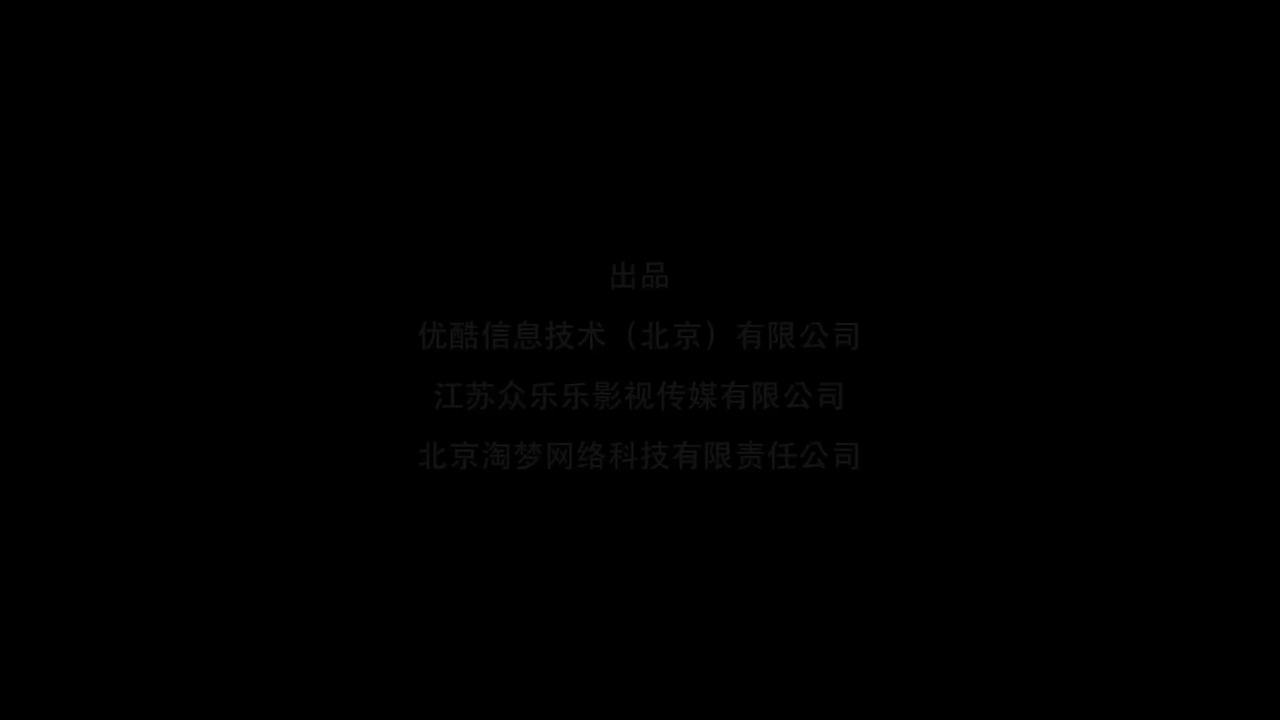 出品
优酷信息技术（北京）有限公司
江苏众乐乐影视传媒有限公司
北京淘梦网络科技有限责任公司